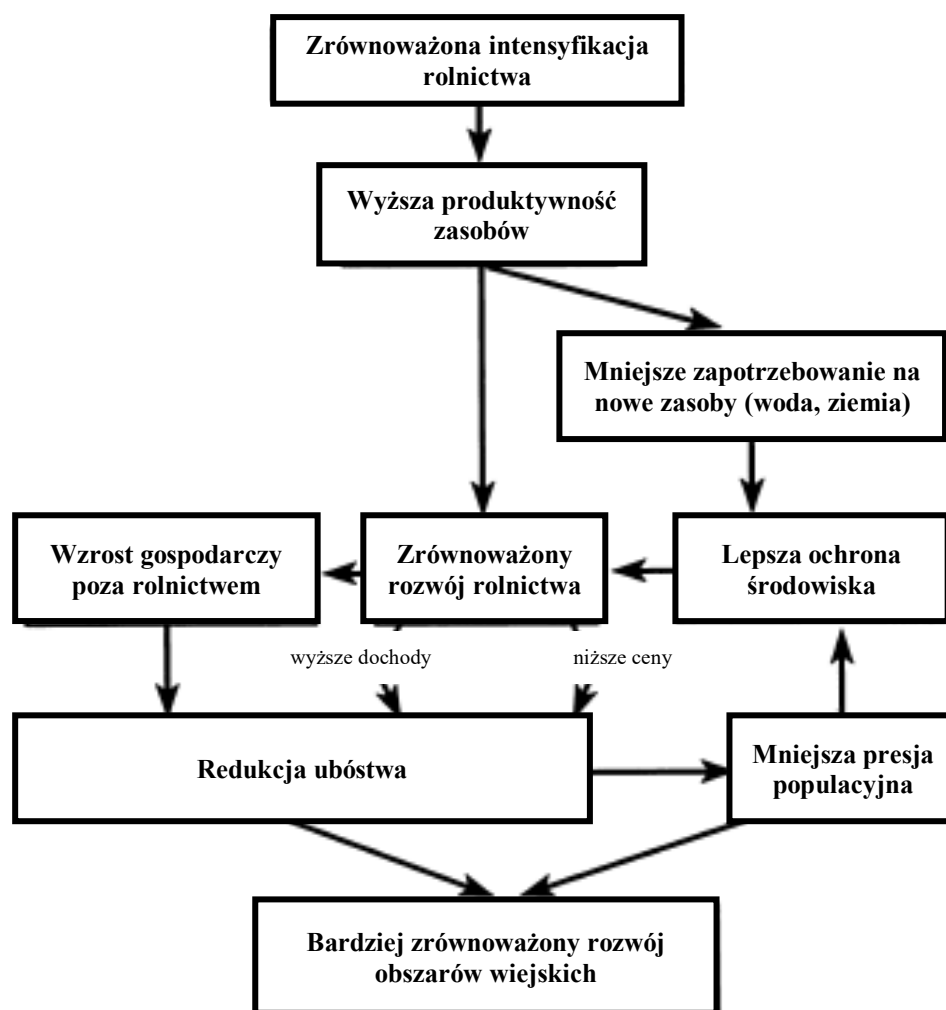 Zrównoważona intensyfikacja
rolnictwa
Wyższa produktywność
zasobów
Mniejsze zapotrzebowanie na
nowe zasoby (woda, ziemia)
Wzrost gospodarczy
poza rolnictwem
Zrównoważony
rozwój rolnictwa
Lepsza ochrona
środowiska
wyższe dochody
niższe ceny
Redukcja ubóstwa
Mniejsza presja
populacyjna
Bardziej zrównoważony rozwój
obszarów wiejskich